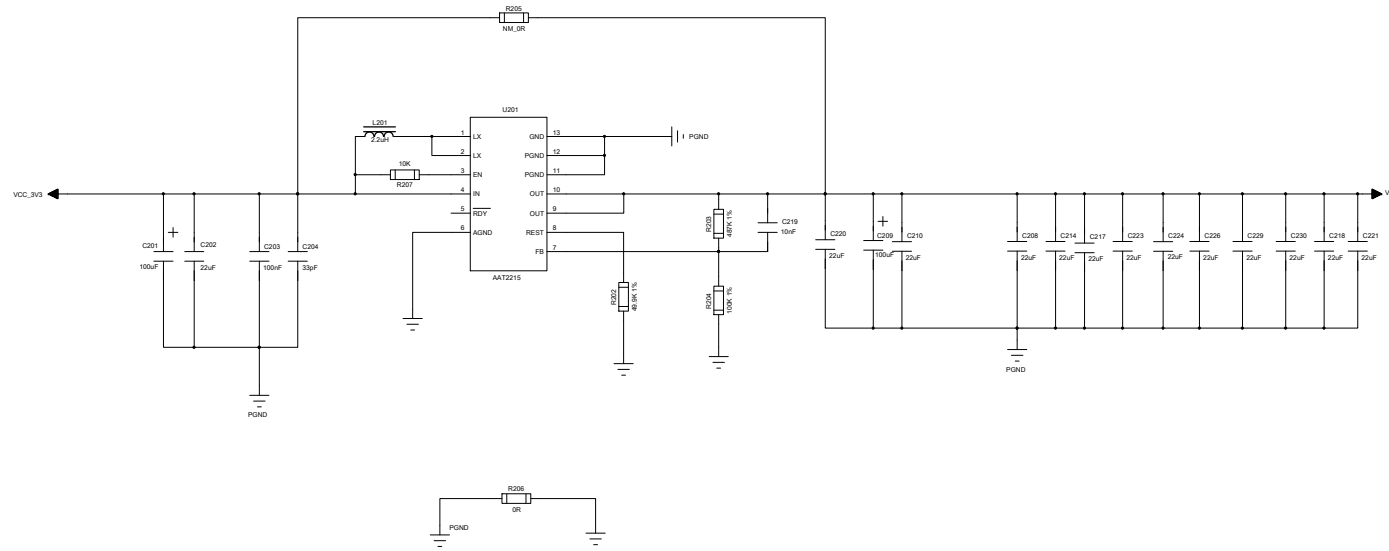 R205
NM_0R
U201
L201
2.2uH
1 LX
GND 13
PGND
2 LX
PGND 12
10K
3 EN
PGND 11
R207
VCC_3V3
4 IN
OUT 10
V
5 RDY
OUT 9
R203
487K 1%
C219
10nF
6 AGND
REST 8
FB 7
AAT2215
C201
100uF
C202
22uF
C203
100nF
C204
33pF
R202
49.9K 1%
R204
100K 1%
C220
22uF
C209
100uF
C210
22uF
C208
22uF
C214
22uF
C217
22uF
C223
22uF
C224
22uF
C226
22uF
C229
22uF
C230
22uF
C218
22uF
C221
22uF
PGND
PGND
R206
0R
PGND